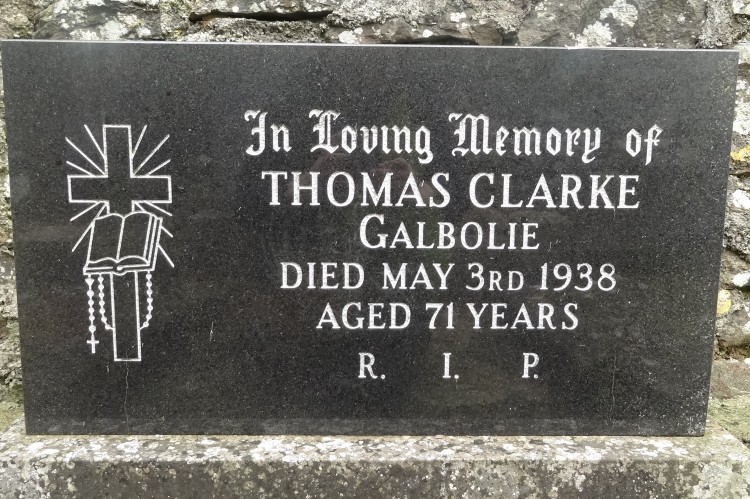 In Loving Memory of
THOMAS CLARKE
GALBOLIE
DIED MAY 3RD 1938
AGED 71 YEARS
R. I. P.